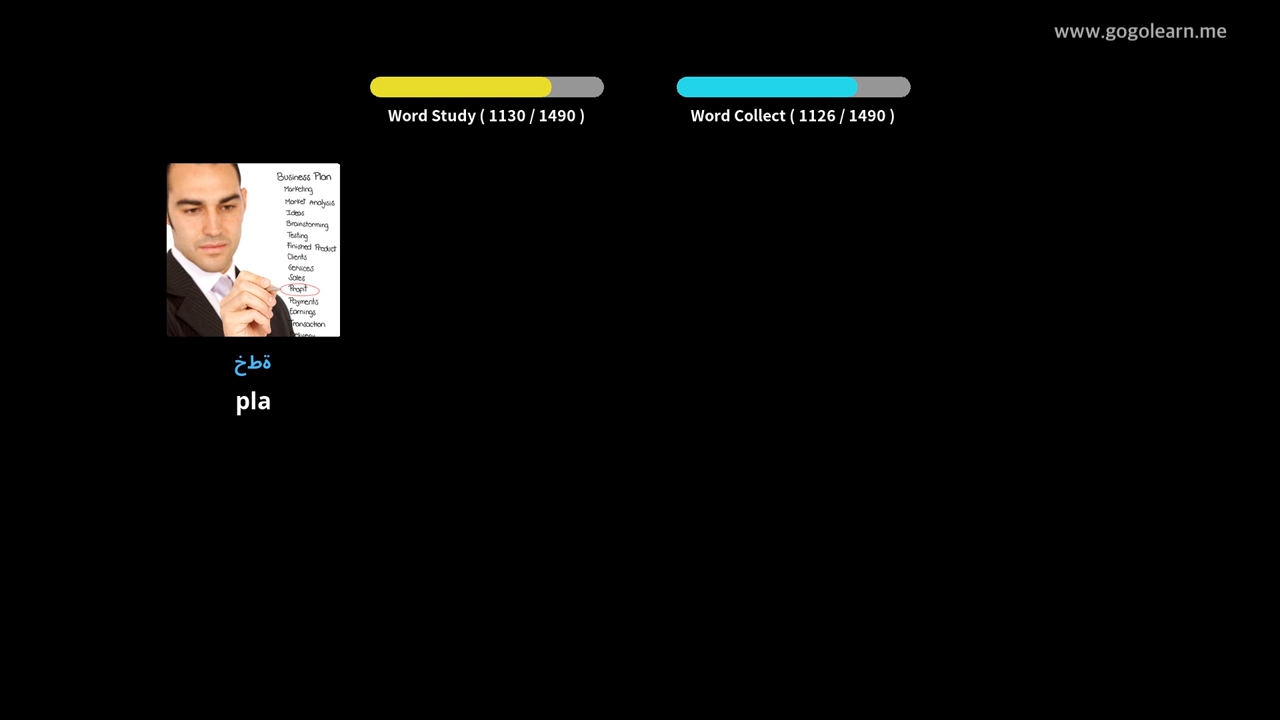 www.gogolearn.me
Word Study ( 1130 / 1490 )
Word Collect ( 1126 / 1490 )
Business Plan
Marketing
Market Analysis
Ideas
Brainstorming
Testing
Finished Product
Clients
Services
Sales
Profit
Payments
Earnings
Transaction
ةطخ
pla